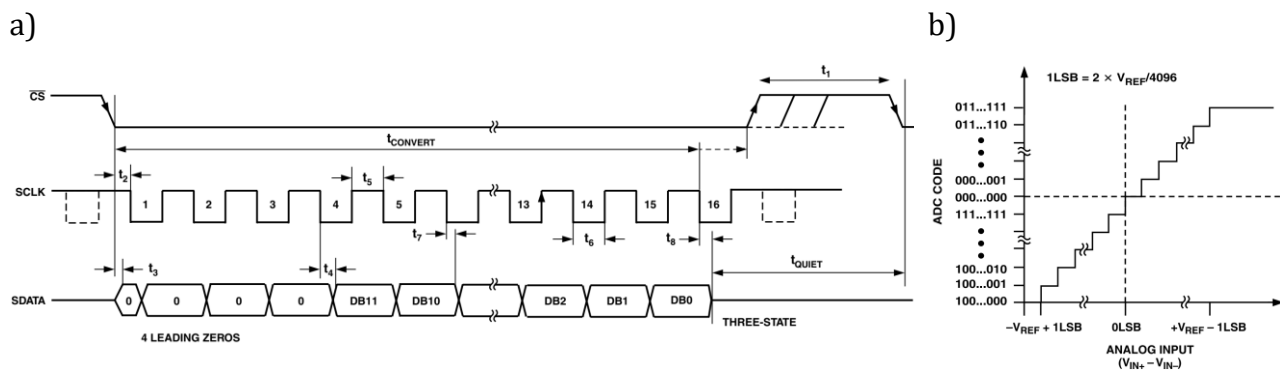 a)
t1
CS
tCONVERT
t2
t5
SCLK
1 2 3 4 5 13 14 15 16
t7 t6 t8
t3 t4 tQUIET
SDATA
0 0 0 0 DB11 DB10 DB2 DB1 DB0
THREE-STATE
4 LEADING ZEROS
b)
1LSB = 2 × VREF/4096
ADC CODE
011...111
011...110
000...001
000...000
111...111
100...010
100...001
100...000
–VREF + 1LSB 0LSB +VREF – 1LSB
ANALOG INPUT
(VIN+ – VIN–)